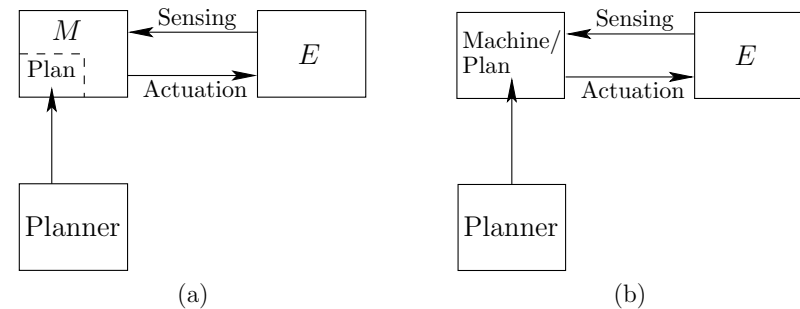 M
Plan
Sensing
Actuation
E
Planner
(a)
Machine/
Plan
Sensing
Actuation
E
Planner
(b)